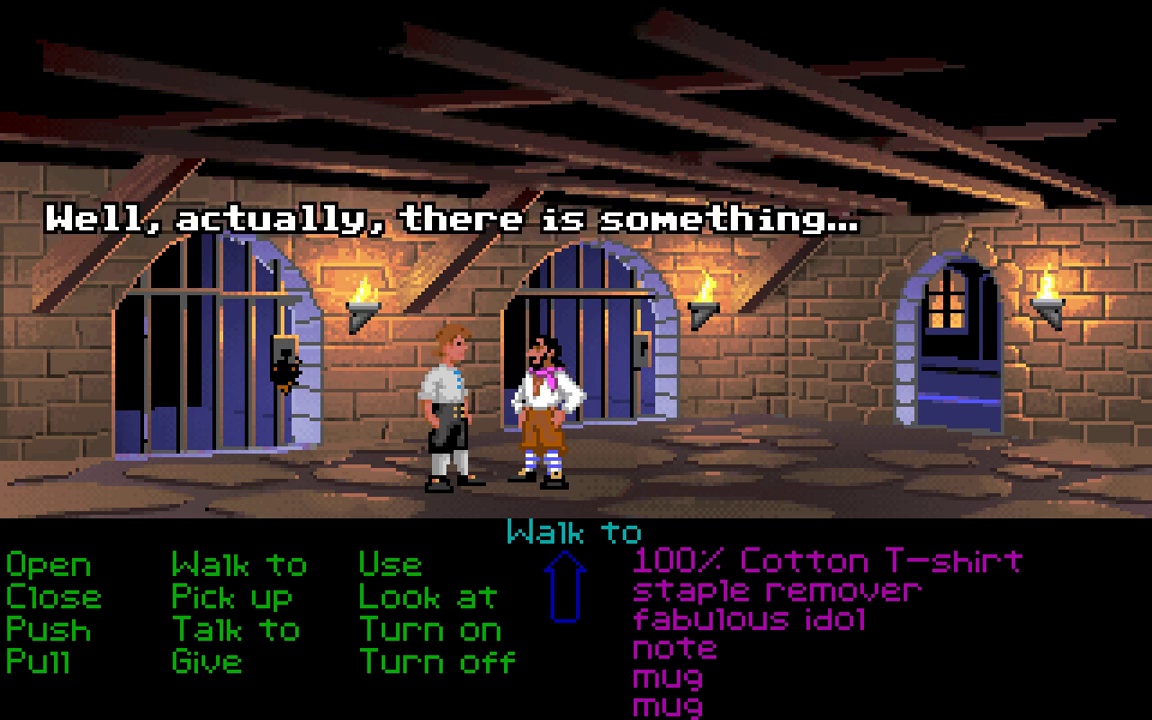 Well, actually, there is something...
Walk to
Open Walk to Use
Close Pick up Look at
Push Talk to Turn on
Pull Give Turn off
100% Cotton T-shirt
staple remover
fabulous idol
note
mug
mug